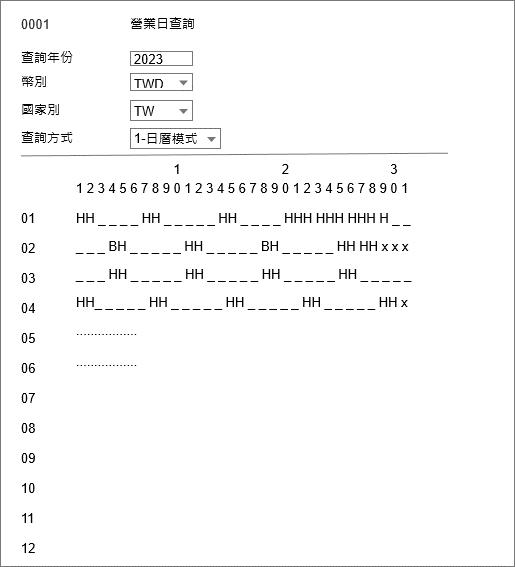 0001 營業日查詢
查詢年份 2023
幣別 TWD
國家別 TW
查詢方式 1-日曆模式
1 2 3
1 2 3 4 5 6 7 8 9 0 1 2 3 4 5 6 7 8 9 0 1 2 3 4 5 6 7 8 9 0 1
01 HH _ _ _ _ HH _ _ _ _ _ HH _ _ _ _ HHH HHH HHH H _ _
02 _ _ _ BH _ _ _ _ _ HH _ _ _ _ _ BH _ _ _ _ _ HH HH x x x
03 _ _ _ HH _ _ _ _ _ HH _ _ _ _ _ HH _ _ _ _ _ HH _ _ _ _ _
04 HH_ _ _ _ _ HH _ _ _ _ _ HH _ _ _ _ _ HH _ _ _ _ _ HH x
05 .................
06 .................
07
08
09
10
11
12